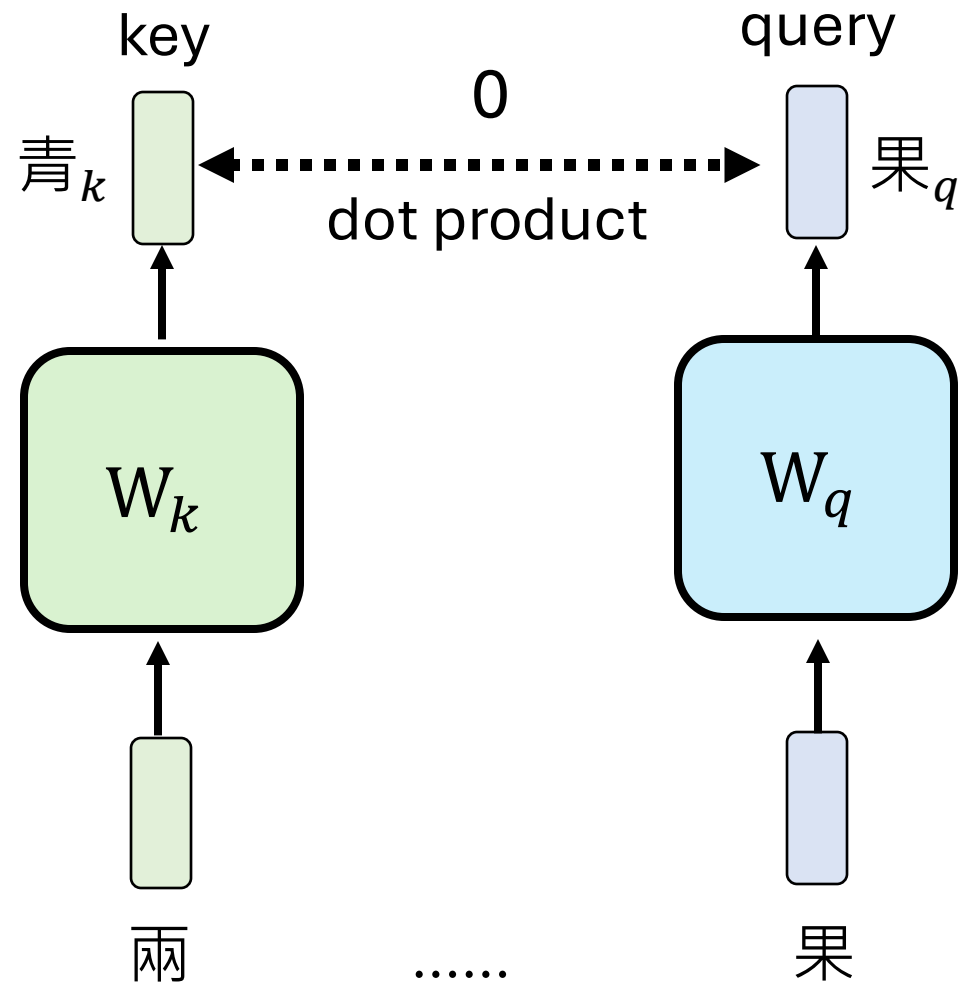 key
query
0
青k
果q
dot product
Wk
Wq
兩
......
果